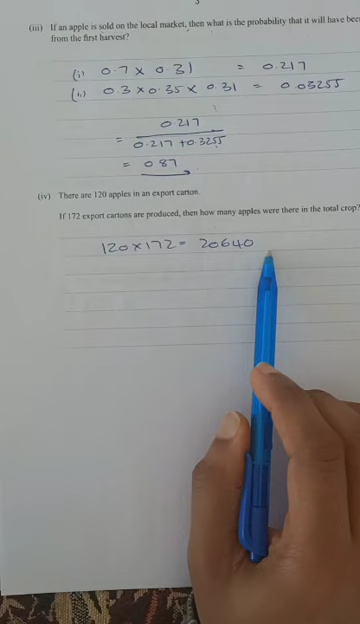 3
(iii) If an apple is sold on the local market, then what is the probability that it will have been
from the first harvest?
(i) 0.7 x 0.31 = 0.217
(ii) 0.3 x 0.35 x 0.31 = 0.03255
0.217
= 0.217 + 0.3255
= 0.87
(iv) There are 120 apples in an export carton.
If 172 export cartons are produced, then how many apples were there in the total crop?
120 x 172 = 20640